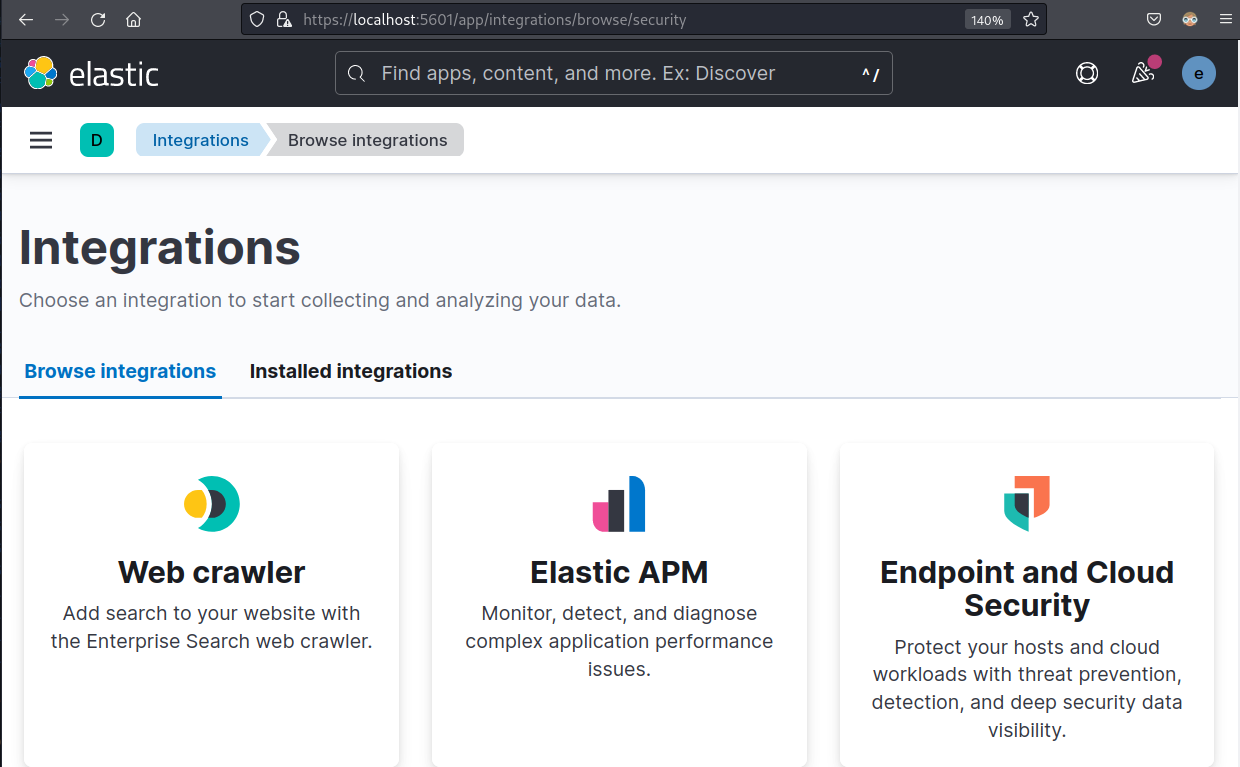 https://localhost:5601/app/integrations/browse/security 140%
elastic Find apps, content, and more. Ex: Discover ^ / e
D Integrations Browse integrations
Integrations
Choose an integration to start collecting and analyzing your data.
Browse integrations Installed integrations
Web crawler
Add search to your website with
the Enterprise Search web crawler.
Elastic APM
Monitor, detect, and diagnose
complex application performance
issues.
Endpoint and Cloud
Security
Protect your hosts and cloud
workloads with threat prevention,
detection, and deep security data
visibility.